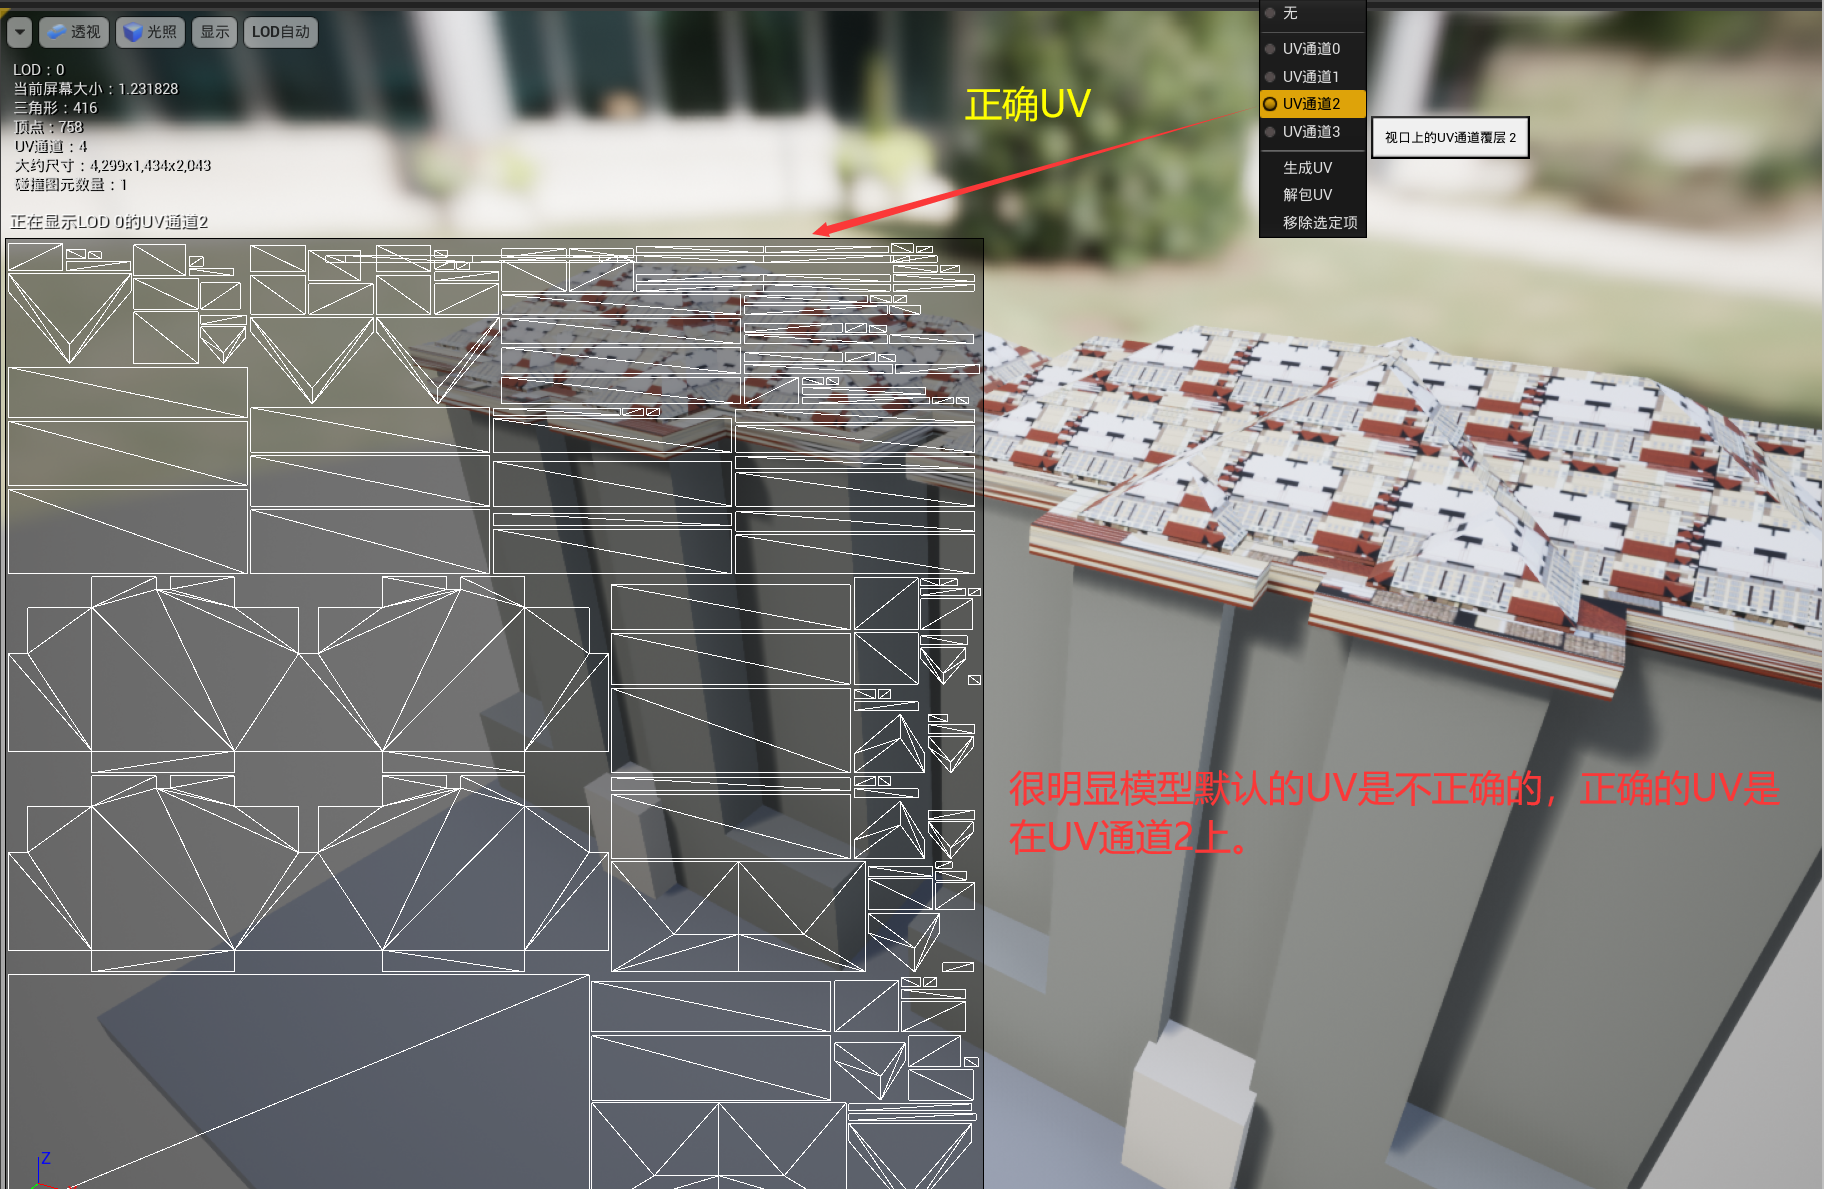 透视
光照
显示
LOD自动
LOD：0
当前屏幕大小：1.231828
三角形：416
顶点：758
UV通道：4
大约尺寸：4,299x1,434x2,043
碰撞图元数量：1
正在显示LOD 0的UV通道2
正确UV
无
UV通道0
UV通道1
UV通道2
UV通道3
生成UV
解包UV
移除选定项
视口上的UV通道覆层 2
很明显模型默认的UV是不正确的，正确的UV是
在UV通道2上。
Z